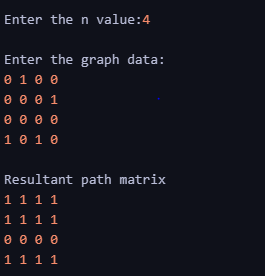 Enter the n value:4
Enter the graph data:
0 1 0 0
0 0 0 1
0 0 0 0
1 0 1 0
Resultant path matrix
1 1 1 1
1 1 1 1
0 0 0 0
1 1 1 1